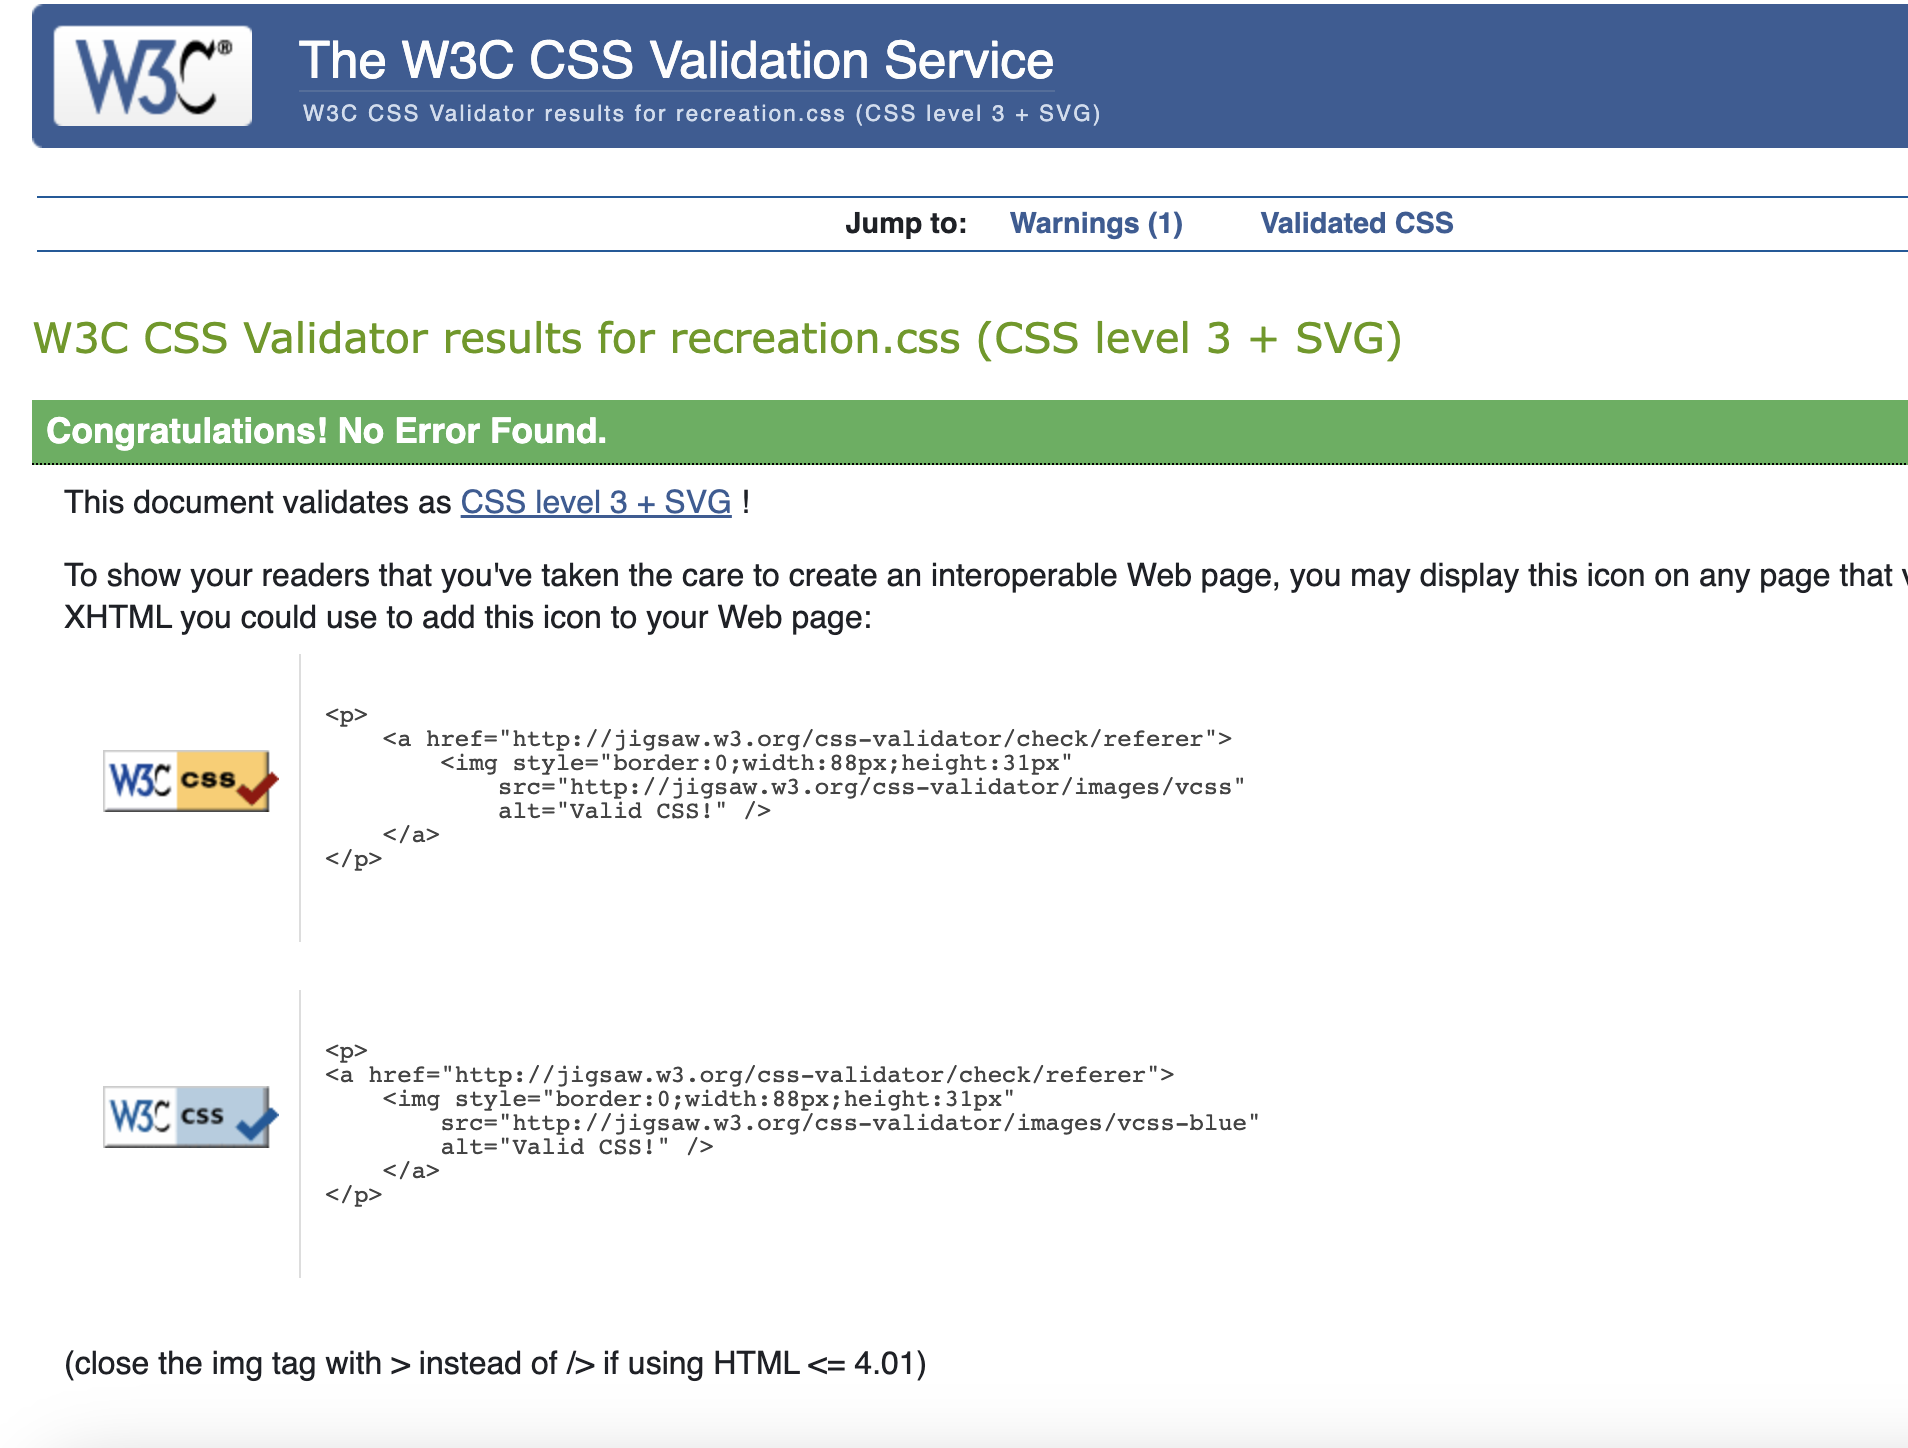 W3C®
The W3C CSS Validation Service
W3C CSS Validator results for recreation.css (CSS level 3 + SVG)
Jump to: Warnings (1) Validated CSS
W3C CSS Validator results for recreation.css (CSS level 3 + SVG)
Congratulations! No Error Found.
This document validates as CSS level 3 + SVG !
To show your readers that you've taken the care to create an interoperable Web page, you may display this icon on any page that
XHTML you could use to add this icon to your Web page:
W3C css
<p>
    <a href="http://jigsaw.w3.org/css-validator/check/referer">
        <img style="border:0;width:88px;height:31px"
            src="http://jigsaw.w3.org/css-validator/images/vcss"
            alt="Valid CSS!" />
    </a>
</p>
W3C css
<p>
<a href="http://jigsaw.w3.org/css-validator/check/referer">
    <img style="border:0;width:88px;height:31px"
        src="http://jigsaw.w3.org/css-validator/images/vcss-blue"
        alt="Valid CSS!" />
    </a>
</p>
(close the img tag with > instead of /> if using HTML <= 4.01)